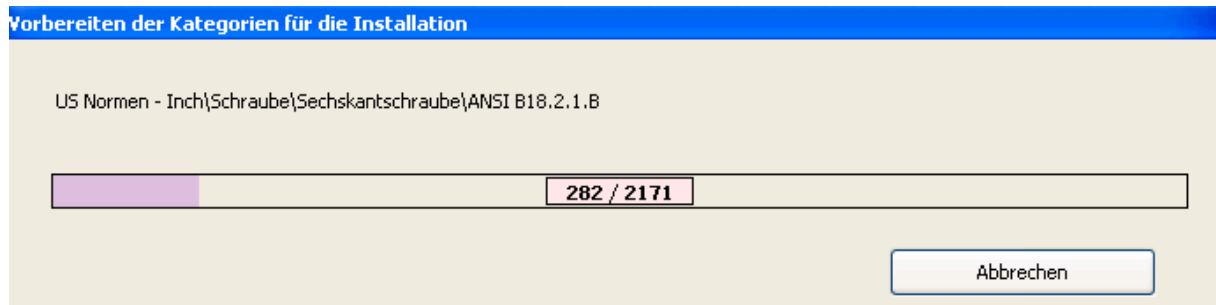 Vorbereiten der Kategorien für die Installation
US Normen - Inch\Schraube\Sechskantschraube\ANSI B18.2.1.B
282 / 2171
Abbrechen